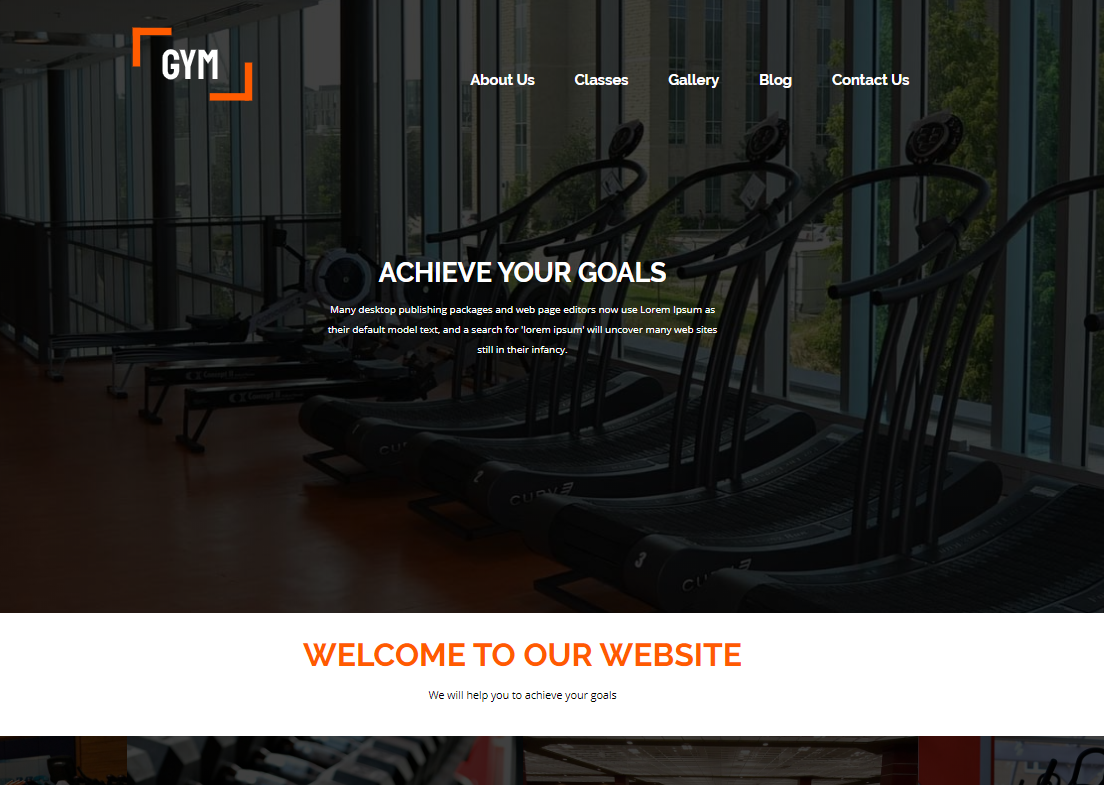 GYM
About Us Classes Gallery Blog Contact Us
ACHIEVE YOUR GOALS
Many desktop publishing packages and web page editors now use Lorem Ipsum as
their default model text, and a search for 'lorem ipsum' will uncover many web sites
still in their infancy.
CURV
3
WELCOME TO OUR WEBSITE
We will help you to achieve your goals